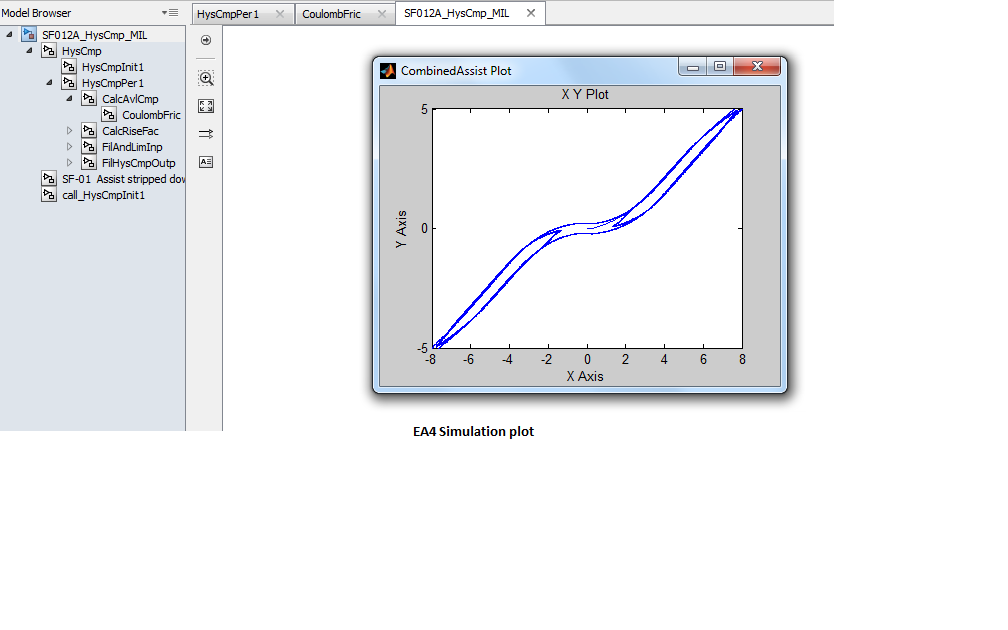 Model Browser
HysCmpPer1
CoulombFric
SF012A_HysCmp_MIL
SF012A_HysCmp_MIL
HysCmp
HysCmpInit1
HysCmpPer1
CalcAvlCmp
CoulombFric
CalcRiseFac
FilAndLimInp
FilHysCmpOutp
SF-01 Assist stripped dow
call_HysCmpInit1
A
CombinedAssist Plot
X Y Plot
5
0
-5
Y Axis
-8 -6 -4 -2 0 2 4 6 8
X Axis
EA4 Simulation plot